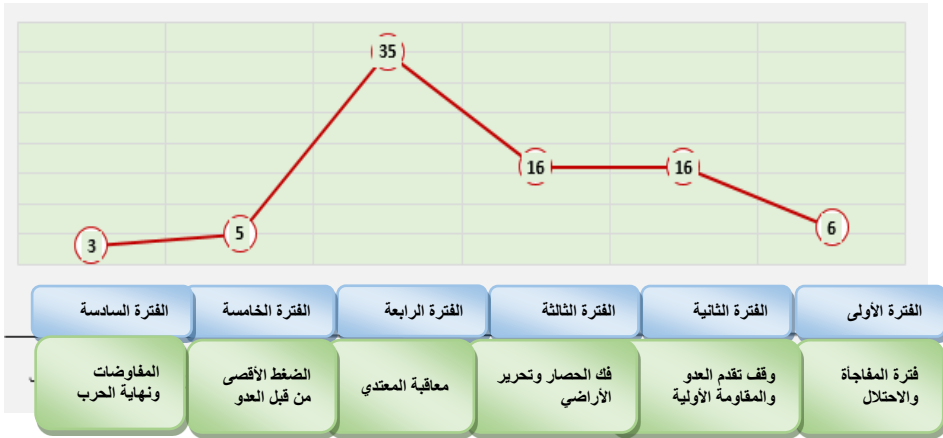 35
16
16
6
5
3
الفترة الأولى
الفترة الثانية
الفترة الثالثة
الفترة الرابعة
الفترة الخامسة
الفترة السادسة
فترة المفاجأة
والاحتلال
وقف تقدم العدو
والمقاومة الأولية
فك الحصار وتحرير
الأراضي
معاقبة المعتدي
الضغط الأقصى
من قبل العدو
المفاوضات
ونهاية الحرب